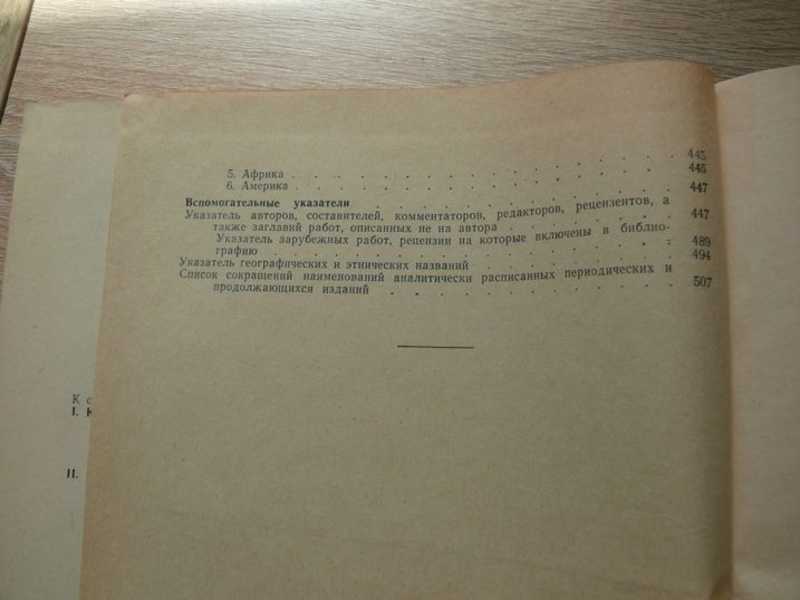 5. Африка . . . . . . . . . . . . . 445
6. Америка . . . . . . . . . . . . . 445
Вспомогательные указатели . . . . . . . . . . 447
Указатель авторов, составителей, комментаторов, редакторов, рецензентов, а
также заглавий работ, описанных не на автора . . . . . . . 447
Указатель зарубежных работ, рецензии на которые включены в библио-
графию . . . . . . . . . . . . . . 489
Указатель географических и этнических названий . . . . . . . 494
Список сокращений наименований аналитически расписанных периодических и
продолжающихся изданий . . . . . . . . . . 507
К с
I. К
II.